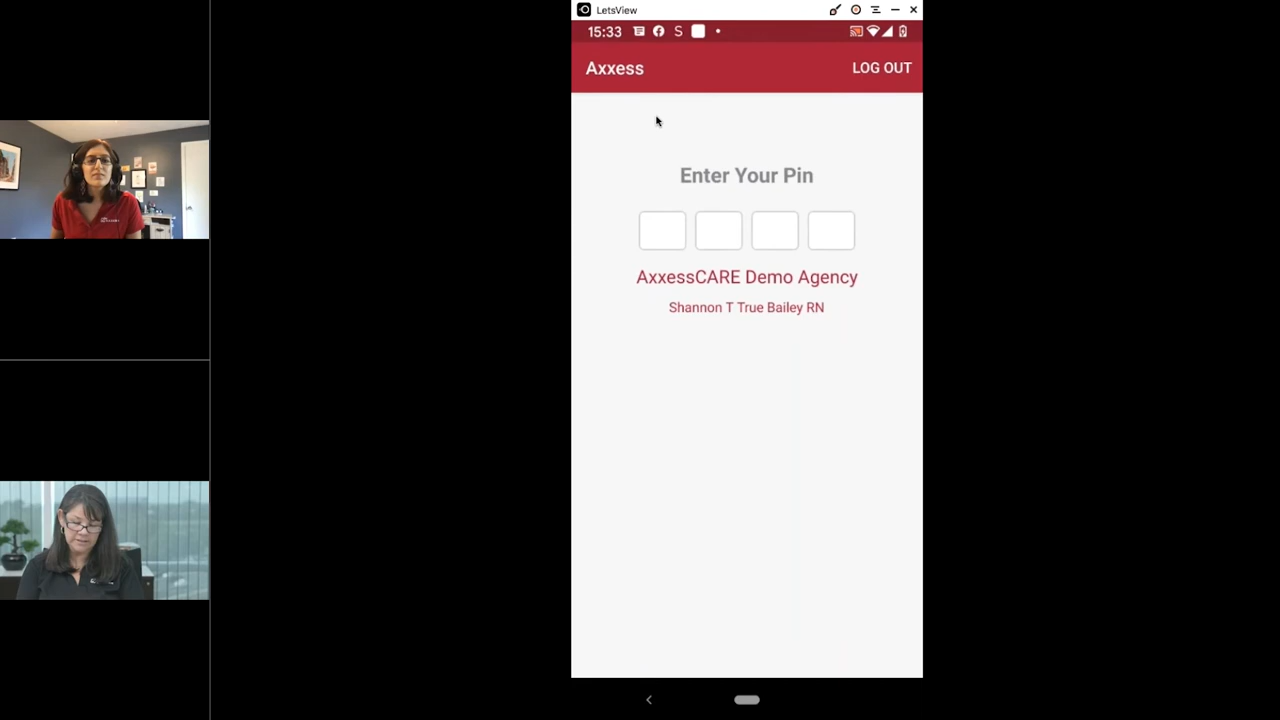 LetsView
15:33
Axxess
LOG OUT
Enter Your Pin
AxxessCARE Demo Agency
Shannon T True Bailey RN